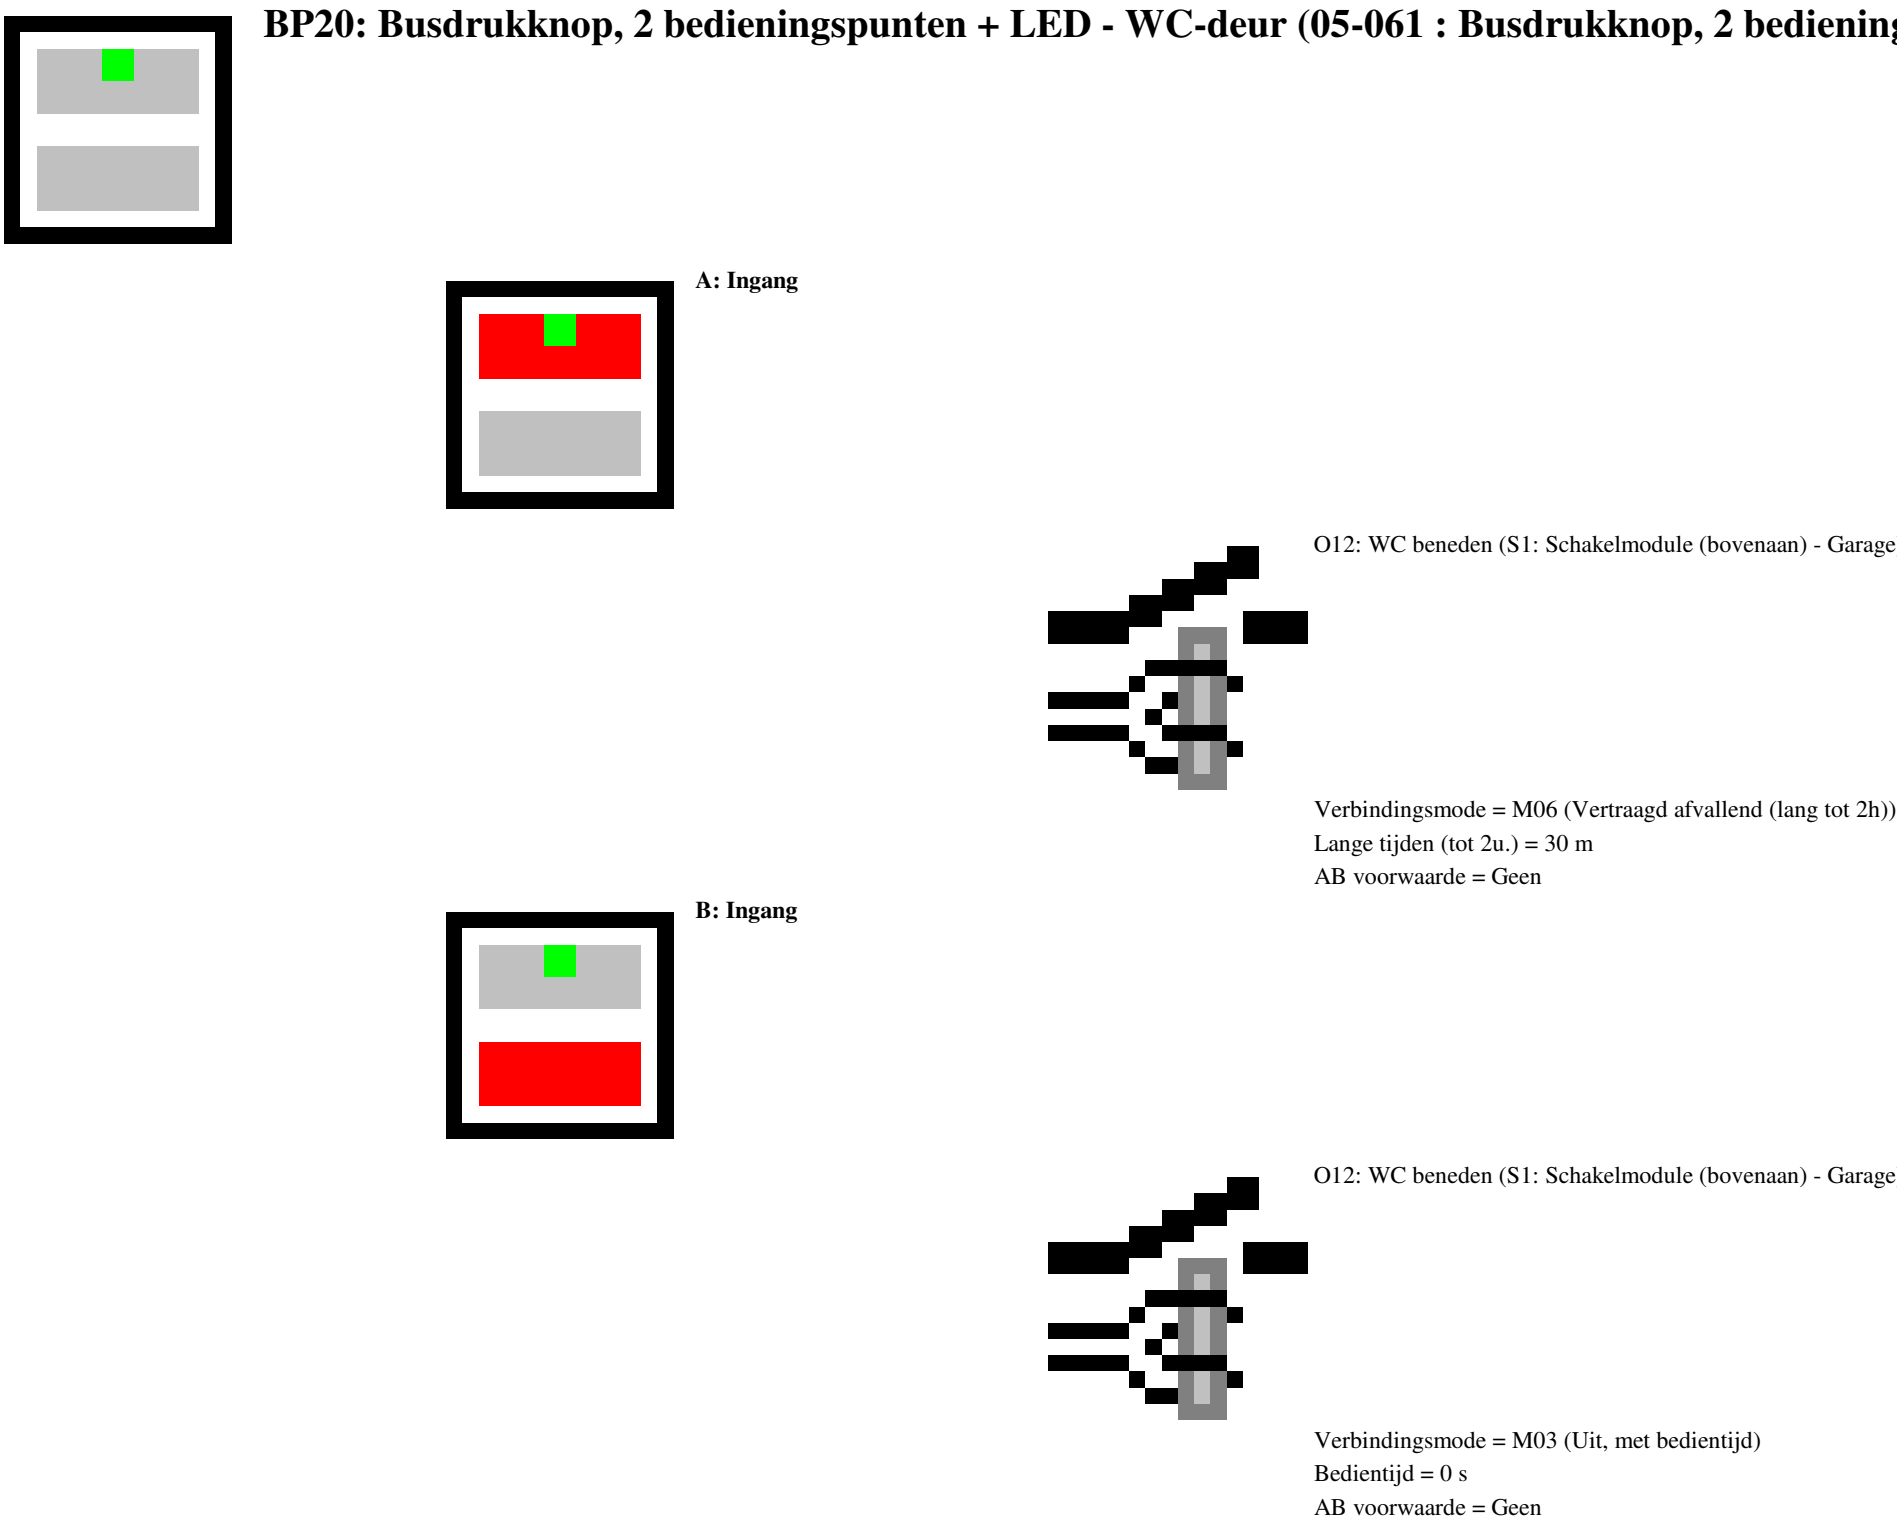 BP20: Busdrukknop, 2 bedieningspunten + LED - WC-deur (05-061 : Busdrukknop, 2
A: Ingang
O12: WC beneden (S1: Schakelmodule (bovenaan) - Garage
Verbindingsmode = M06 (Vertraagd afvallend (lang tot 2h))
Lange tijden (tot 2u.) = 30 m
AB voorwaarde = Geen
B: Ingang
O12: WC beneden (S1: Schakelmodule (bovenaan) - Garage
Verbindingsmode = M03 (Uit, met bedientijd)
Bedientijd = 0 s
AB voorwaarde = Geen